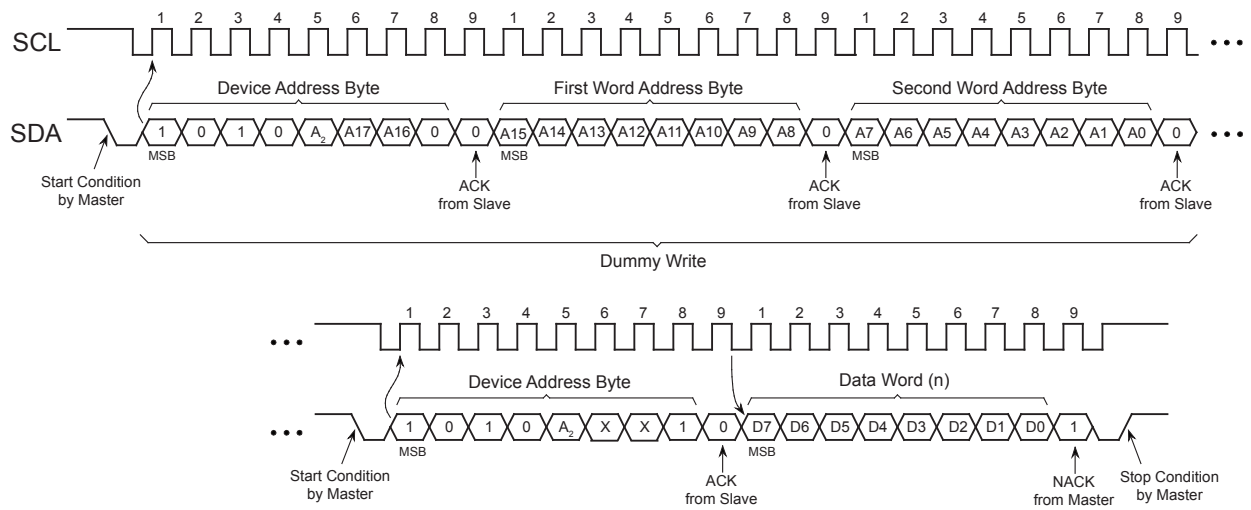 1 2 3 4 5 6 7 8 9 1 2 3 4 5 6 7 8 9 1 2 3 4 5 6 7 8 9
SCL
Device Address Byte First Word Address Byte Second Word Address Byte
SDA 1 0 1 0 A2 A17 A16 0 0 A15 A14 A13 A12 A11 A10 A9 A8 0 A7 A6 A5 A4 A3 A2 A1 A0 0
MSB MSB MSB
Start Condition
by Master
ACK
from Slave
ACK
from Slave
ACK
from Slave
Dummy Write
1 2 3 4 5 6 7 8 9 1 2 3 4 5 6 7 8 9
Device Address Byte Data Word (n)
1 0 1 0 A2 X X 1 0 D7 D6 D5 D4 D3 D2 D1 D0 1
MSB MSB
Start Condition
by Master
ACK
from Slave
NACK
from Master
Stop Condition
by Master